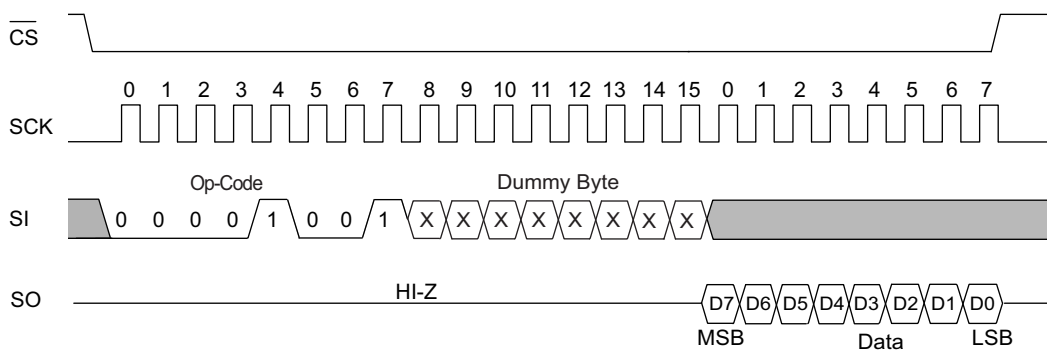 CS
0 1 2 3 4 5 6 7 8 9 10 11 12 13 14 15 0 1 2 3 4 5 6 7
SCK
Op-Code Dummy Byte
SI 0 0 0 0 1 0 0 1 X X X X X X X X
HI-Z
SO D7 D6 D5 D4 D3 D2 D1 D0
MSB Data LSB